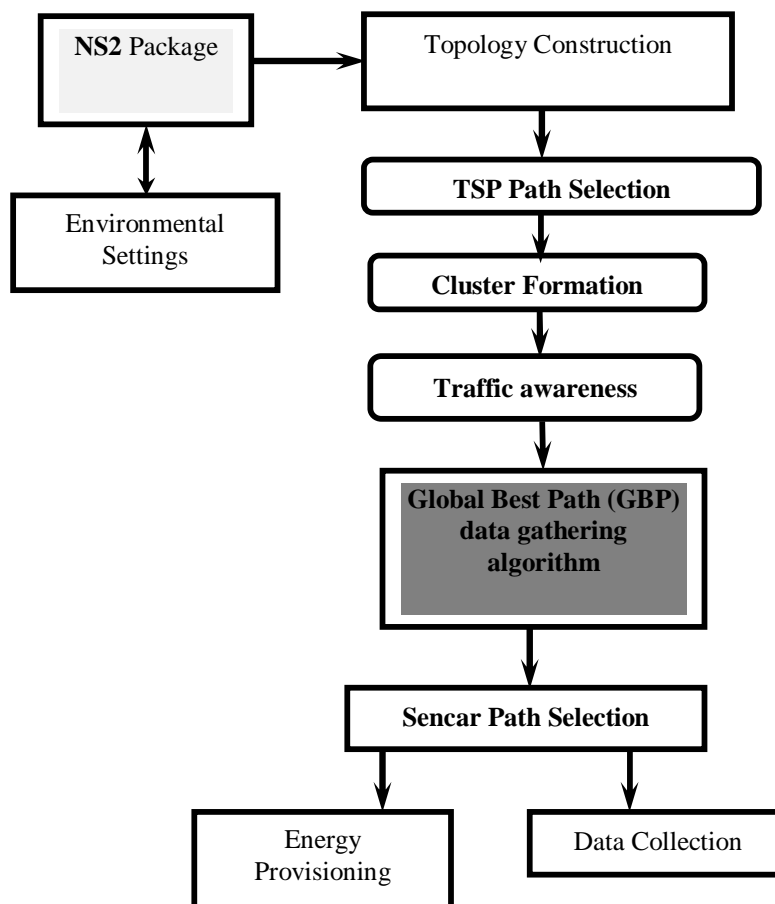 NS2 Package
Topology Construction
TSP Path Selection
Environmental
Settings
Cluster Formation
Traffic awareness
Global Best Path (GBP)
data gathering
algorithm
Sencar Path Selection
Energy
Provisioning
Data Collection